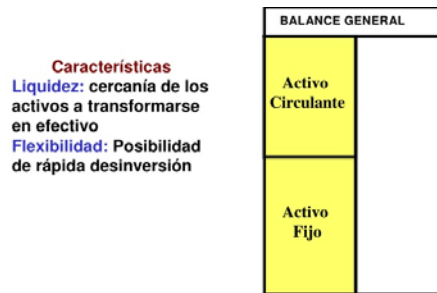 Características
Liquidez: cercanía de los
activos a transformarse
en efectivo
Flexibilidad: Posibilidad
de rápida desinversión
BALANCE GENERAL
Activo
Circulante
Activo
Fijo